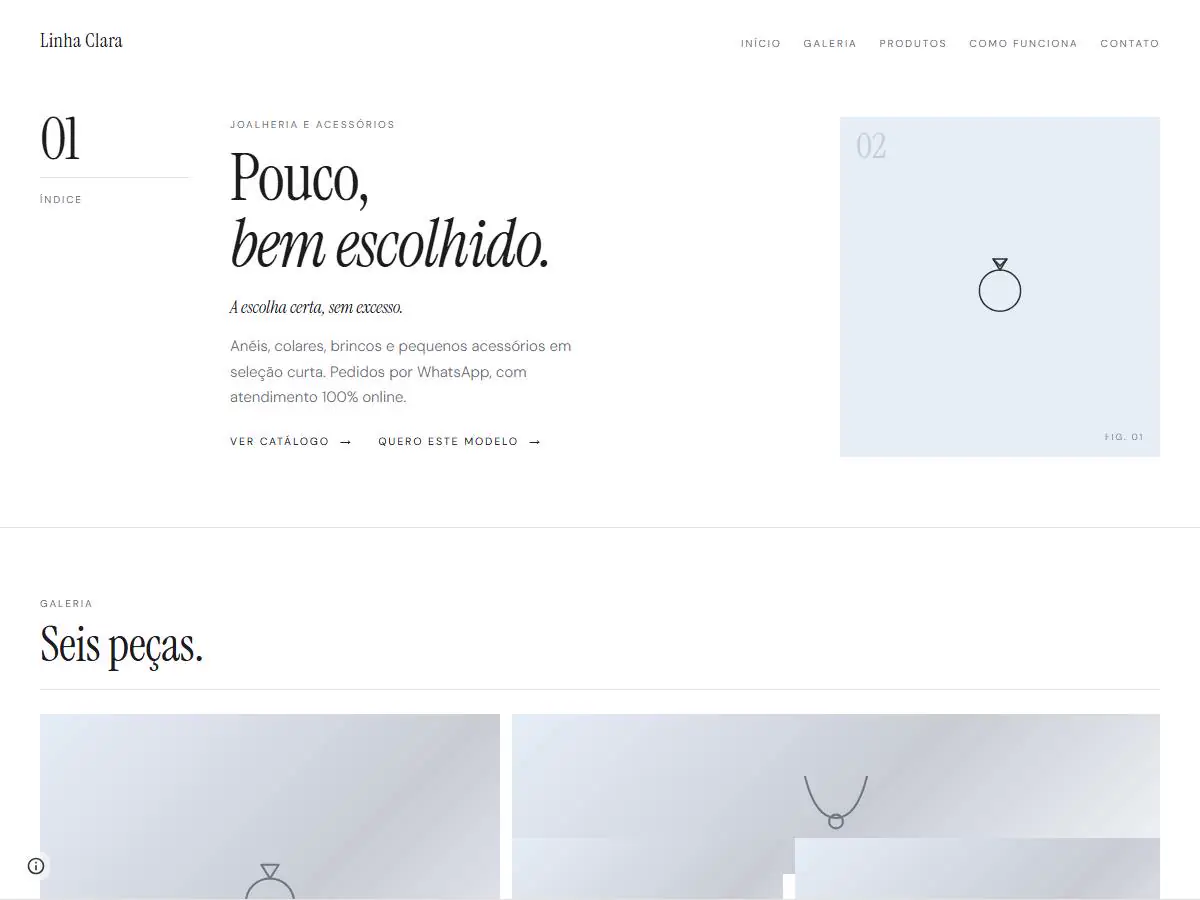 Linha Clara
INÍCIO GALERIA PRODUTOS COMO FUNCIONA CONTATO
01
ÍNDICE
JOALHERIA E ACESSÓRIOS
Pouco,
bem escolhido.
A escolha certa, sem excesso.
Anéis, colares, brincos e pequenos acessórios em
seleção curta. Pedidos por WhatsApp, com
atendimento 100% online.
VER CATÁLOGO → QUERO ESTE MODELO →
02
FIG. 01
GALERIA
Seis peças.